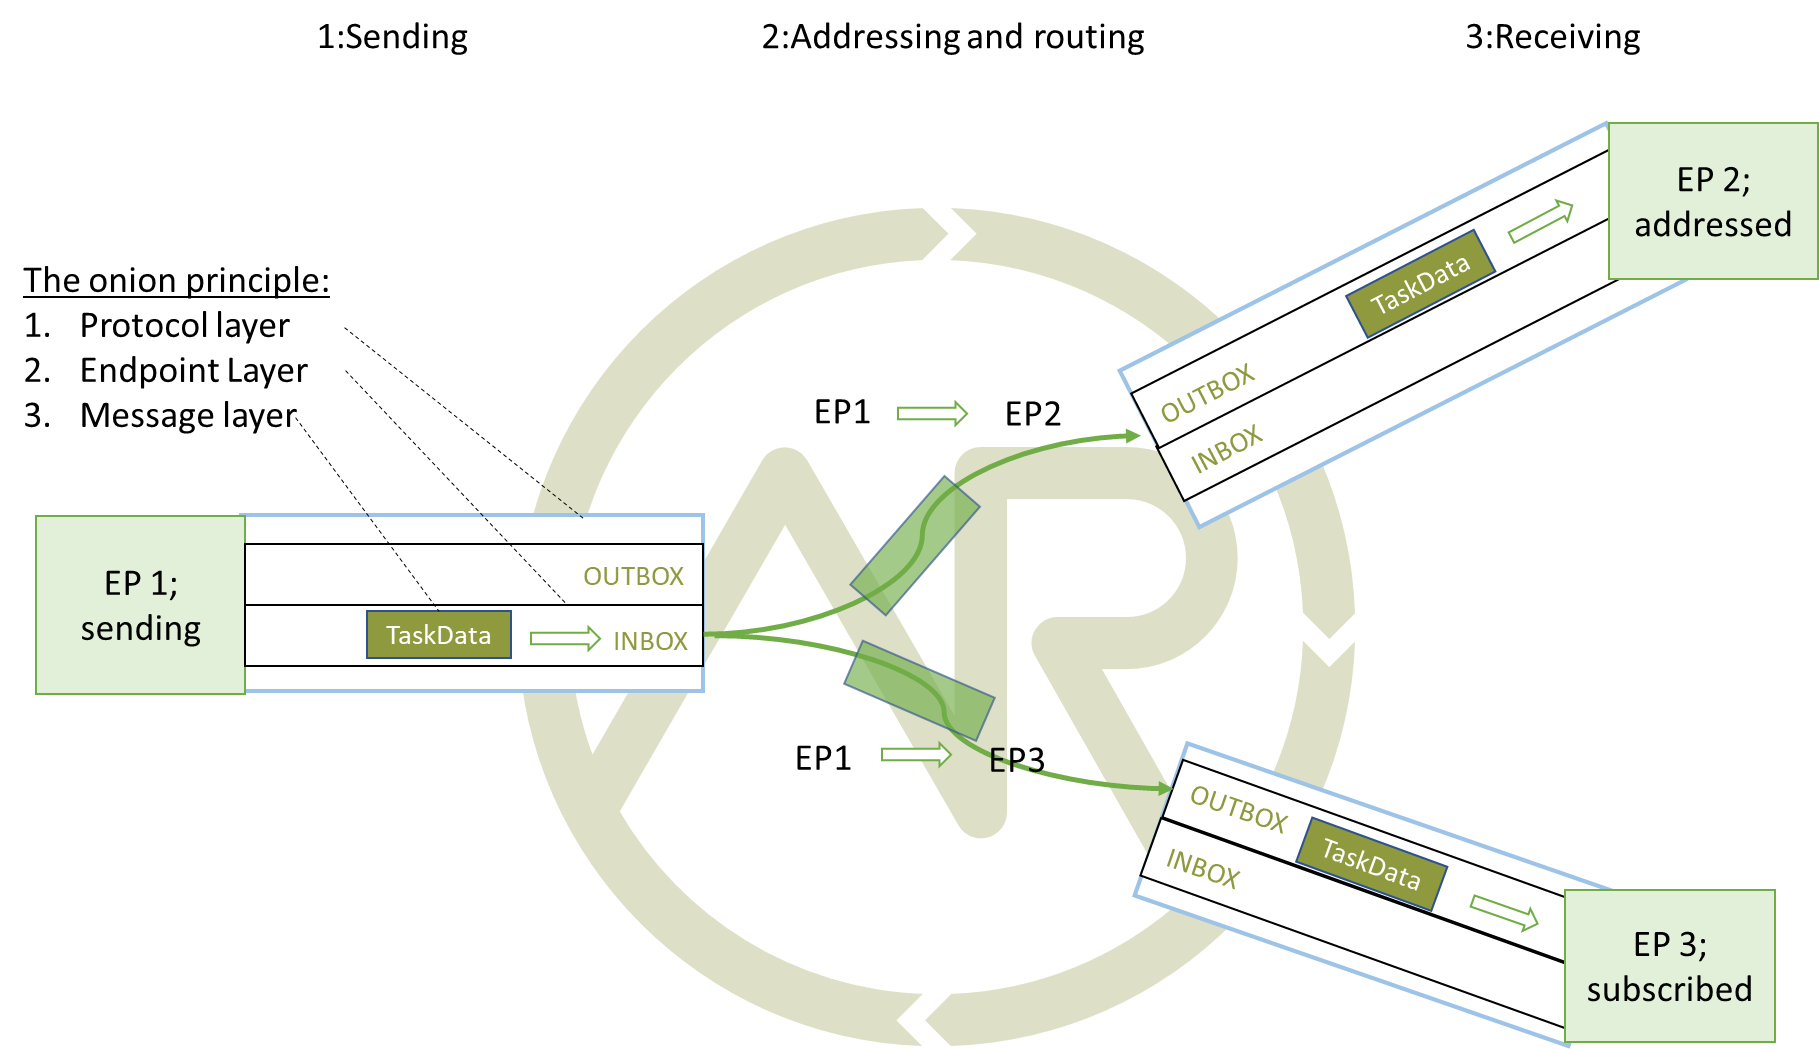 1:Sending
2:Addressing and routing
3:Receiving
EP 2;
addressed
TaskData
OUTBOX
INBOX
The onion principle:
1. Protocol layer
2. Endpoint Layer
3. Message layer
EP1
EP2
EP 1;
sending
OUTBOX
TaskData
INBOX
EP1
EP3
OUTBOX
TaskData
INBOX
EP 3;
subscribed